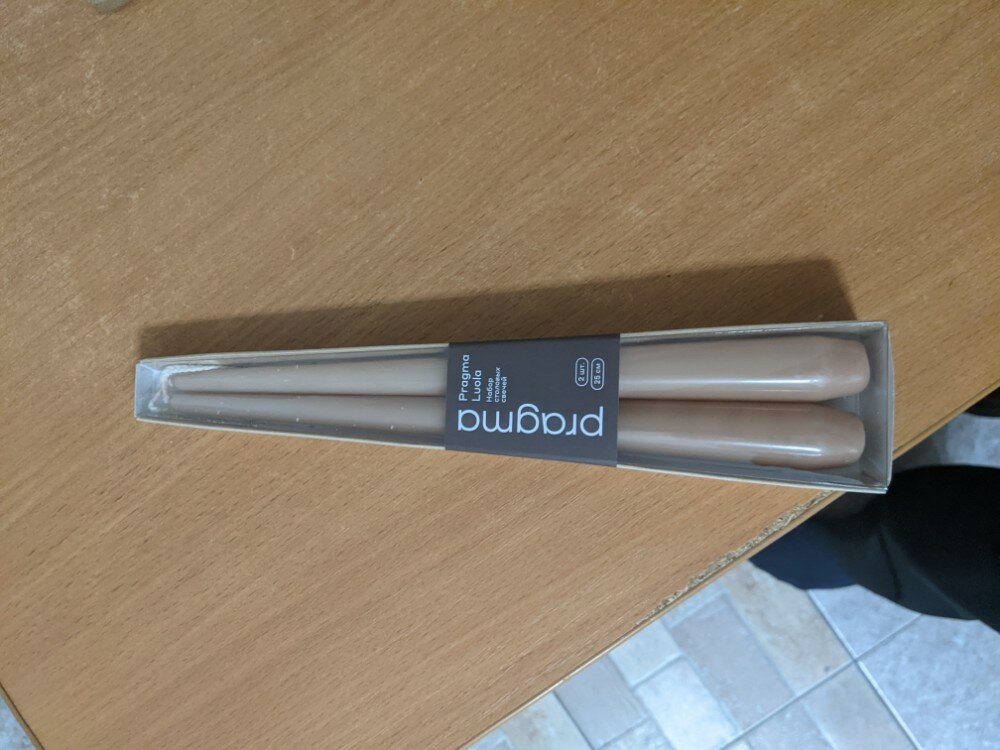 pragma
Pragma
Luola
Набор
столовых
свечей
2 шт.
25 см